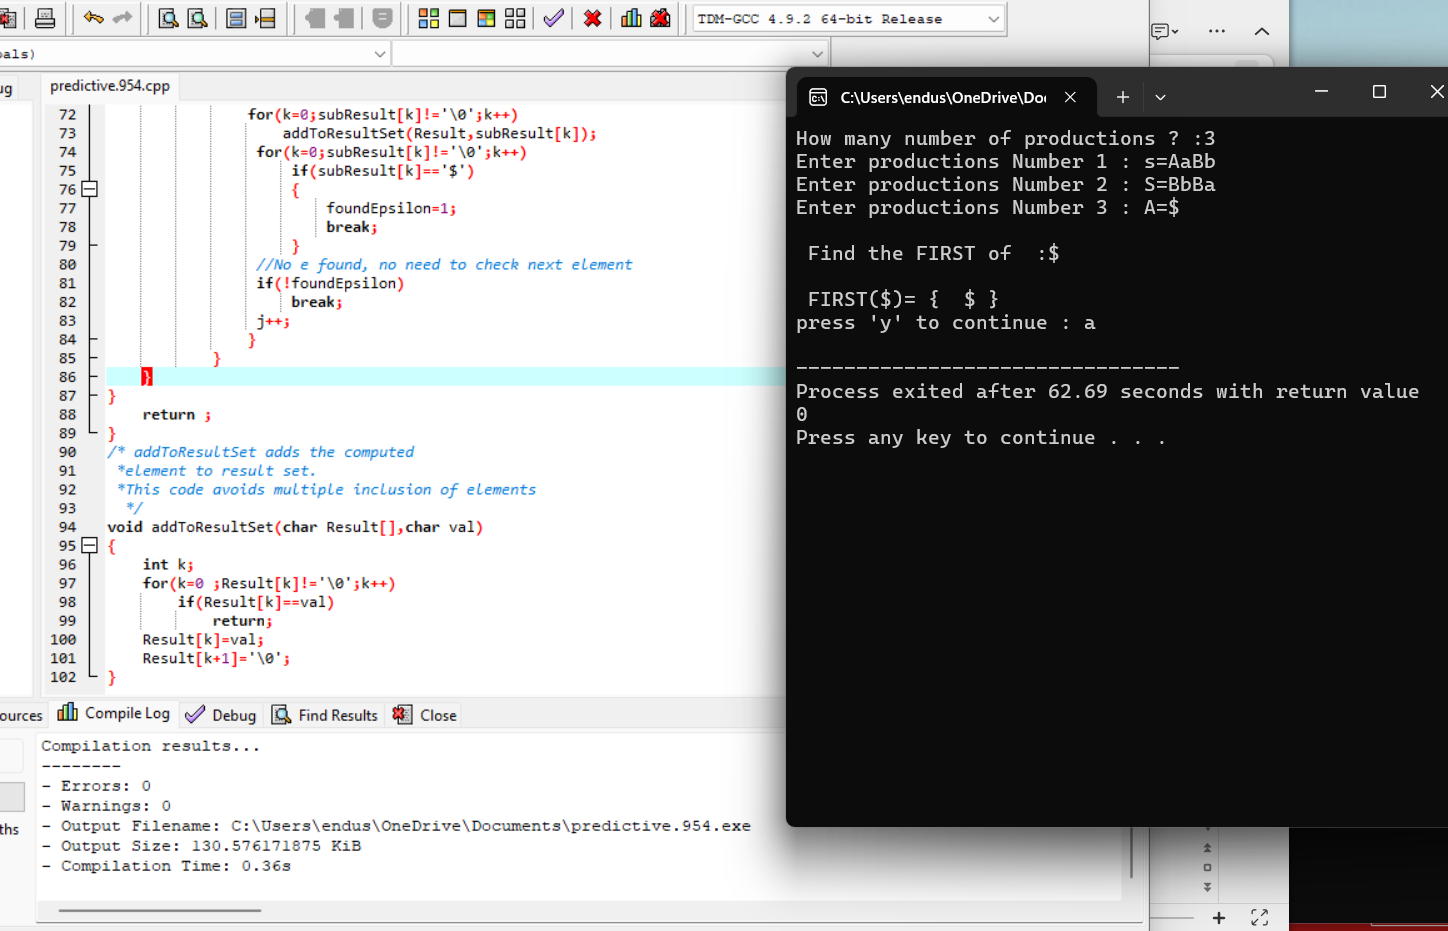 TDM-GCC 4.9.2 64-bit Release
predictive.954.cpp
72 for(k=0;subResult[k]!='\0';k++)
73 addToResultSet(Result,subResult[k]);
74 for(k=0;subResult[k]!='\0';k++)
75 if(subResult[k]=='$')
76 {
77 foundEpsilon=1;
78 break;
79 }
80 //No e found, no need to check next element
81 if(!foundEpsilon)
82 break;
83 j++;
84 }
85 }
86 }
87 }
88 return ;
89 }
90 /* addToResultSet adds the computed
91 *element to result set.
92 *This code avoids multiple inclusion of elements
93 */
94 void addToResultSet(char Result[],char val)
95 {
96 int k;
97 for(k=0 ;Result[k]!='\0';k++)
98 if(Result[k]==val)
99 return;
100 Result[k]=val;
101 Result[k+1]='\0';
102 }
Compile Log Debug Find Results Close
Compilation results...
--------
- Errors: 0
- Warnings: 0
- Output Filename: C:\Users\endus\OneDrive\Documents\predictive.954.exe
- Output Size: 130.576171875 KiB
- Compilation Time: 0.36s
C:\Users\endus\OneDrive\Do
How many number of productions ? :3
Enter productions Number 1 : s=AaBb
Enter productions Number 2 : S=BbBa
Enter productions Number 3 : A=$
Find the FIRST of  :$
FIRST($)= {  $ }
press 'y' to continue : a
--------------------------------
Process exited after 62.69 seconds with return value
0
Press any key to continue . . .